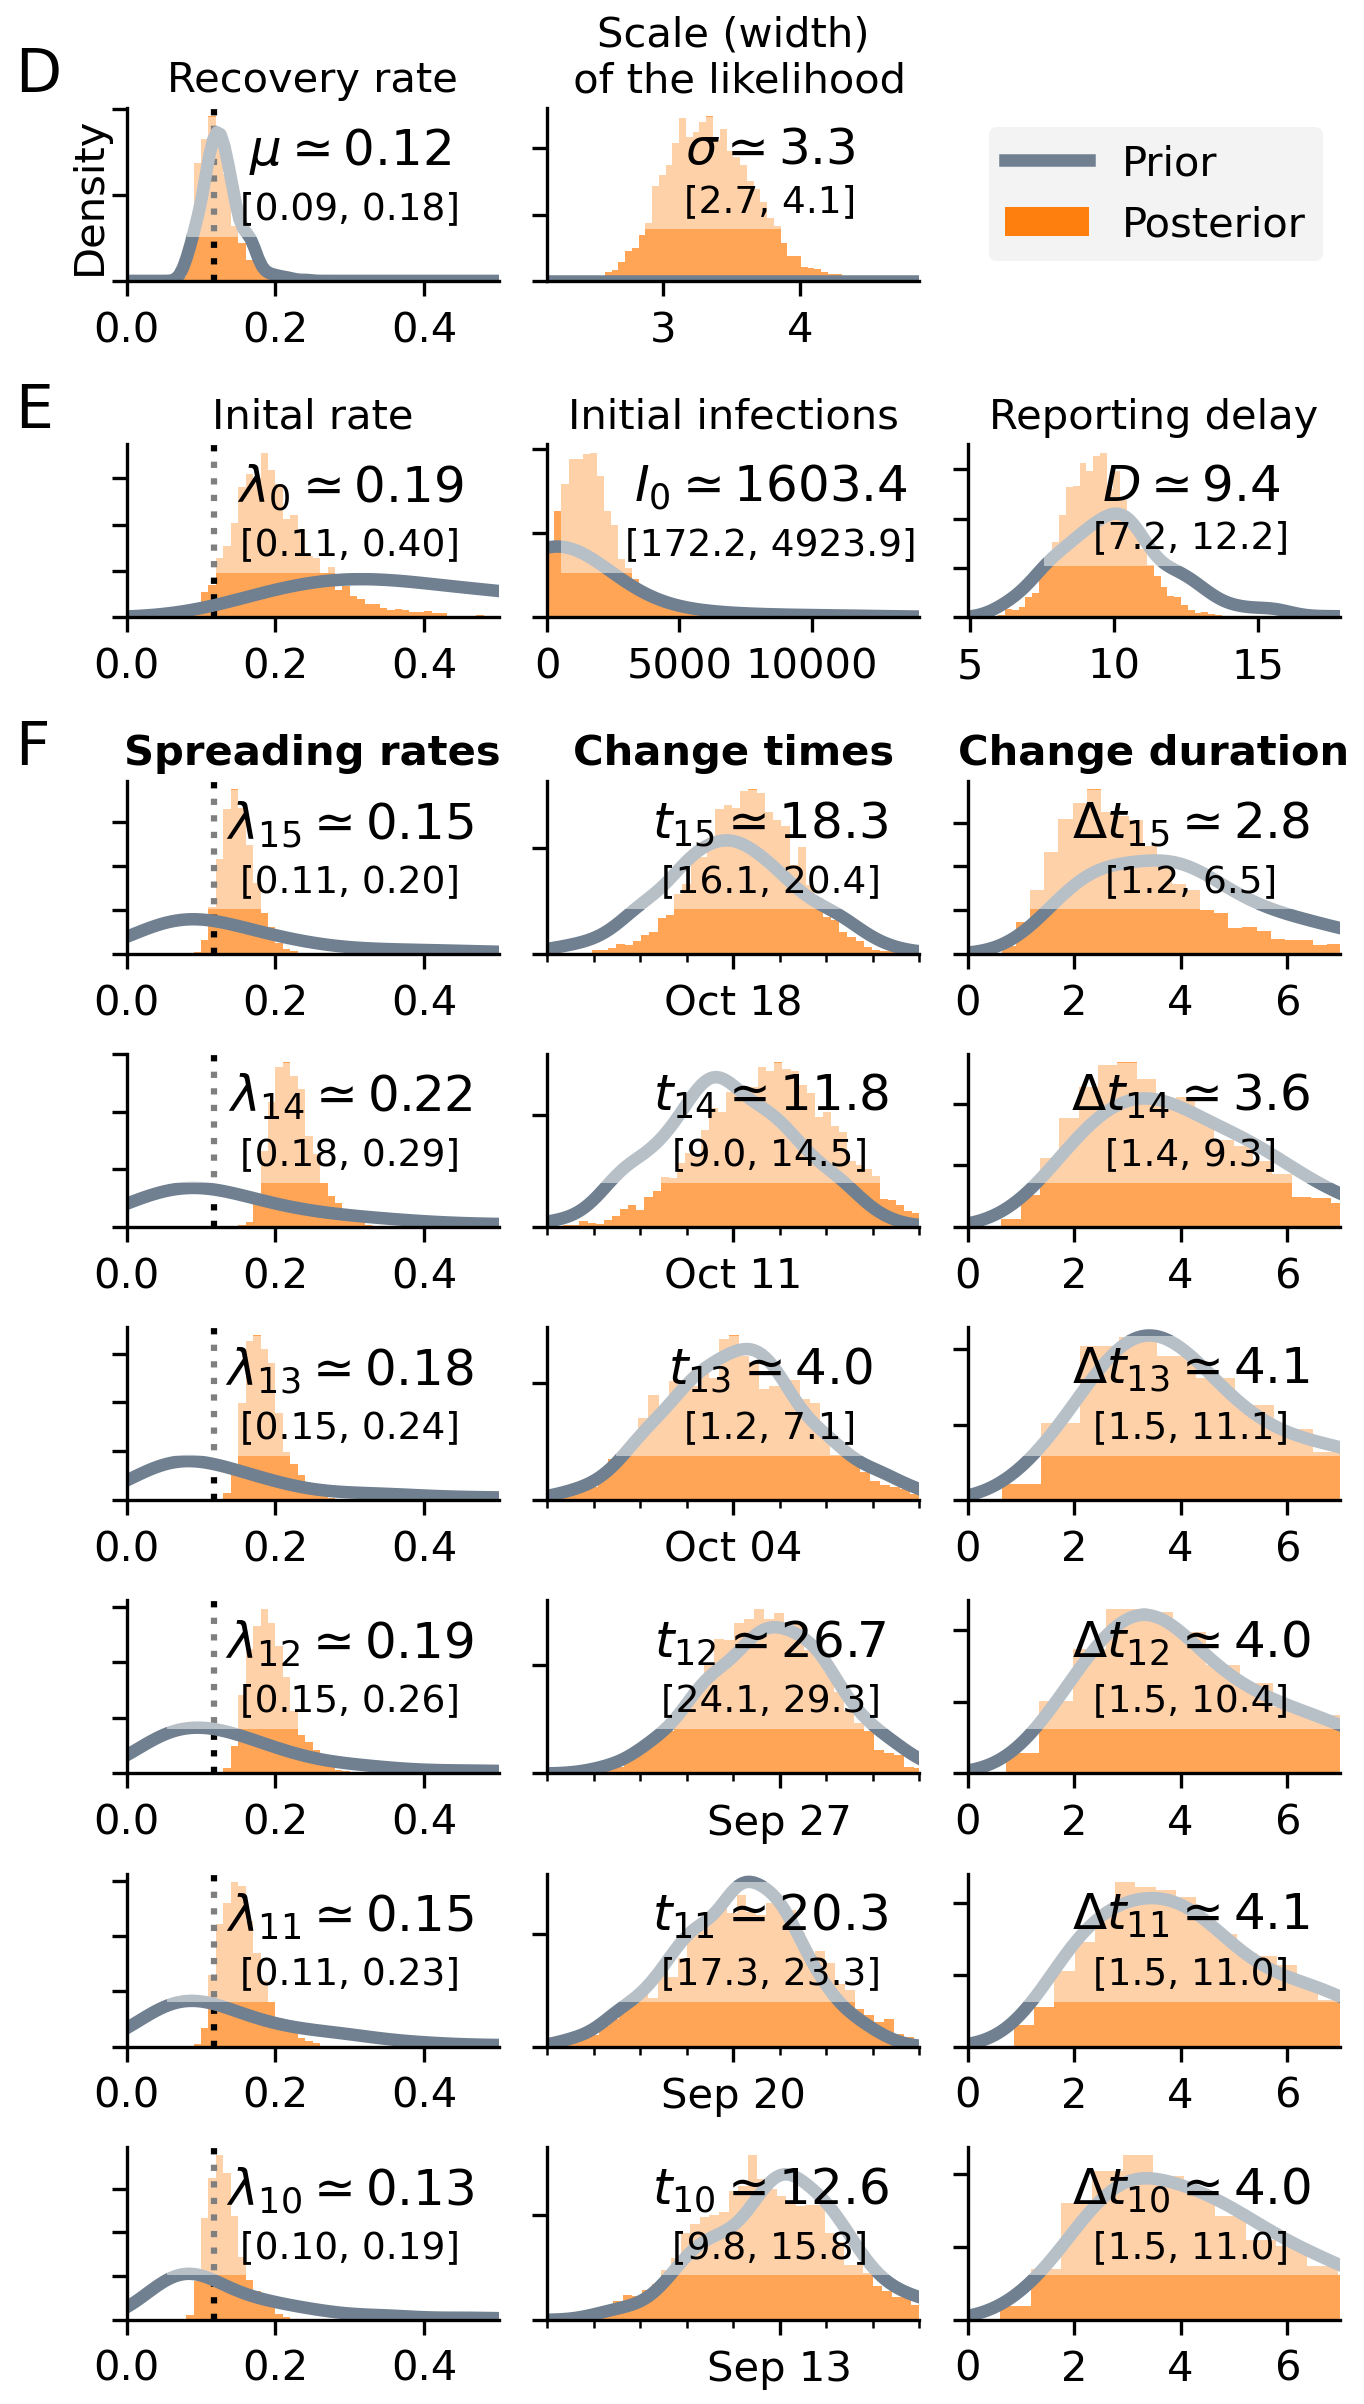 D
Recovery rate
Scale (width)
of the likelihood
Density
μ ≃ 0.12
[0.09, 0.18]
σ ≃ 3.3
[2.7, 4.1]
Prior
Posterior
0.0 0.2 0.4
3 4
E
Inital rate
Initial infections
Reporting delay
λ0 ≃ 0.19
[0.11, 0.40]
I0 ≃ 1603.4
[172.2, 4923.9]
D ≃ 9.4
[7.2, 12.2]
0.0 0.2 0.4
0 5000 10000
5 10 15
F
Spreading rates
Change times
Change duration
λ15 ≃ 0.15
[0.11, 0.20]
t15 ≃ 18.3
[16.1, 20.4]
Δt15 ≃ 2.8
[1.2, 6.5]
0.0 0.2 0.4
Oct 18
0 2 4 6
λ14 ≃ 0.22
[0.18, 0.29]
t14 ≃ 11.8
[9.0, 14.5]
Δt14 ≃ 3.6
[1.4, 9.3]
0.0 0.2 0.4
Oct 11
0 2 4 6
λ13 ≃ 0.18
[0.15, 0.24]
t13 ≃ 4.0
[1.2, 7.1]
Δt13 ≃ 4.1
[1.5, 11.1]
0.0 0.2 0.4
Oct 04
0 2 4 6
λ12 ≃ 0.19
[0.15, 0.26]
t12 ≃ 26.7
[24.1, 29.3]
Δt12 ≃ 4.0
[1.5, 10.4]
0.0 0.2 0.4
Sep 27
0 2 4 6
λ11 ≃ 0.15
[0.11, 0.23]
t11 ≃ 20.3
[17.3, 23.3]
Δt11 ≃ 4.1
[1.5, 11.0]
0.0 0.2 0.4
Sep 20
0 2 4 6
λ10 ≃ 0.13
[0.10, 0.19]
t10 ≃ 12.6
[9.8, 15.8]
Δt10 ≃ 4.0
[1.5, 11.0]
0.0 0.2 0.4
Sep 13
0 2 4 6